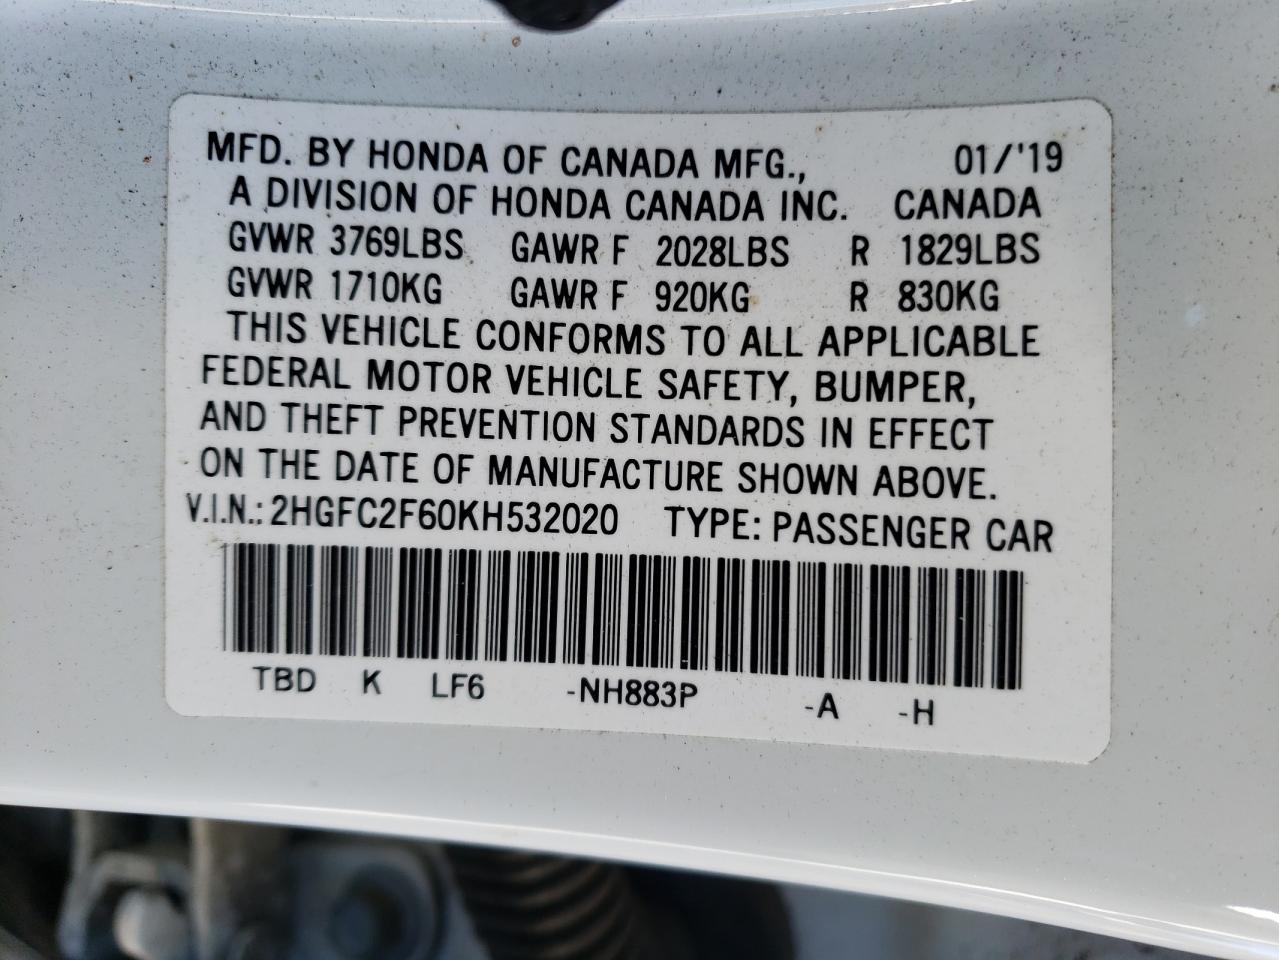 MFD. BY HONDA OF CANADA MFG., 01/'19
A DIVISION OF HONDA CANADA INC. CANADA
GVWR 3769LBS GAWR F 2028LBS R 1829LBS
GVWR 1710KG GAWR F 920KG R 830KG
THIS VEHICLE CONFORMS TO ALL APPLICABLE
FEDERAL MOTOR VEHICLE SAFETY, BUMPER,
AND THEFT PREVENTION STANDARDS IN EFFECT
ON THE DATE OF MANUFACTURE SHOWN ABOVE.
V.I.N.: 2HGFC2F60KH532020 TYPE: PASSENGER CAR
TBD K LF6 -NH883P -A -H